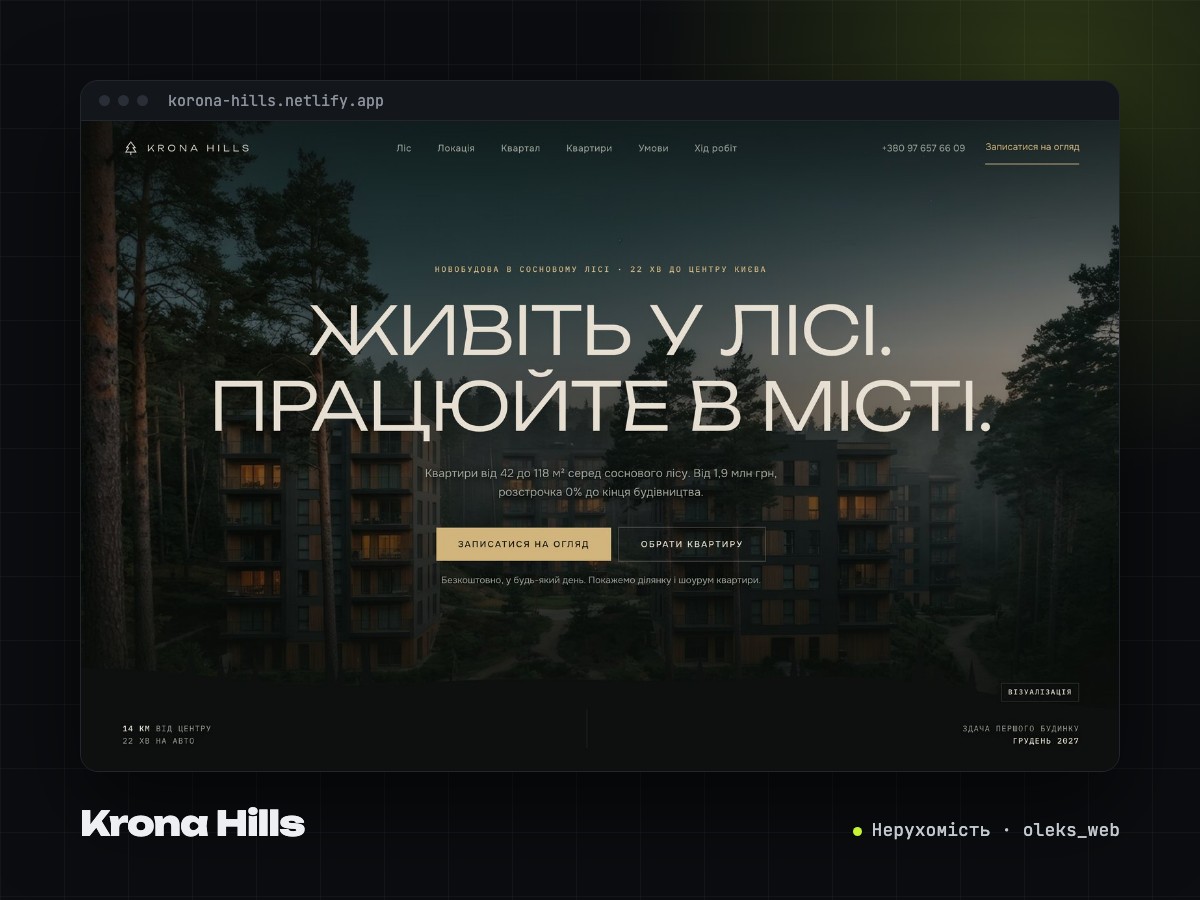 korona-hills.netlify.app
KRONA HILLS
Ліс
Локація
Квартал
Квартири
Умови
Хід робіт
+380 97 657 66 09
Записатися на огляд
НОВОБУДОВА В СОСНОВОМУ ЛІСІ · 22 ХВ ДО ЦЕНТРУ КИЄВА
ЖИВІТЬ У ЛІСІ.
ПРАЦЮЙТЕ В МІСТІ.
Квартири від 42 до 118 м² серед соснового лісу. Від 1,9 млн грн,
розстрочка 0% до кінця будівництва.
ЗАПИСАТИСЯ НА ОГЛЯД
ОБРАТИ КВАРТИРУ
Безкоштовно, у будь-який день. Покажемо ділянку і шоурум квартири.
ВІЗУАЛІЗАЦІЯ
14 КМ ВІД ЦЕНТРУ
22 ХВ НА АВТО
ЗДАЧА ПЕРШОГО БУДИНКУ
ГРУДЕНЬ 2027
Krona Hills
Нерухомість · oleks_web